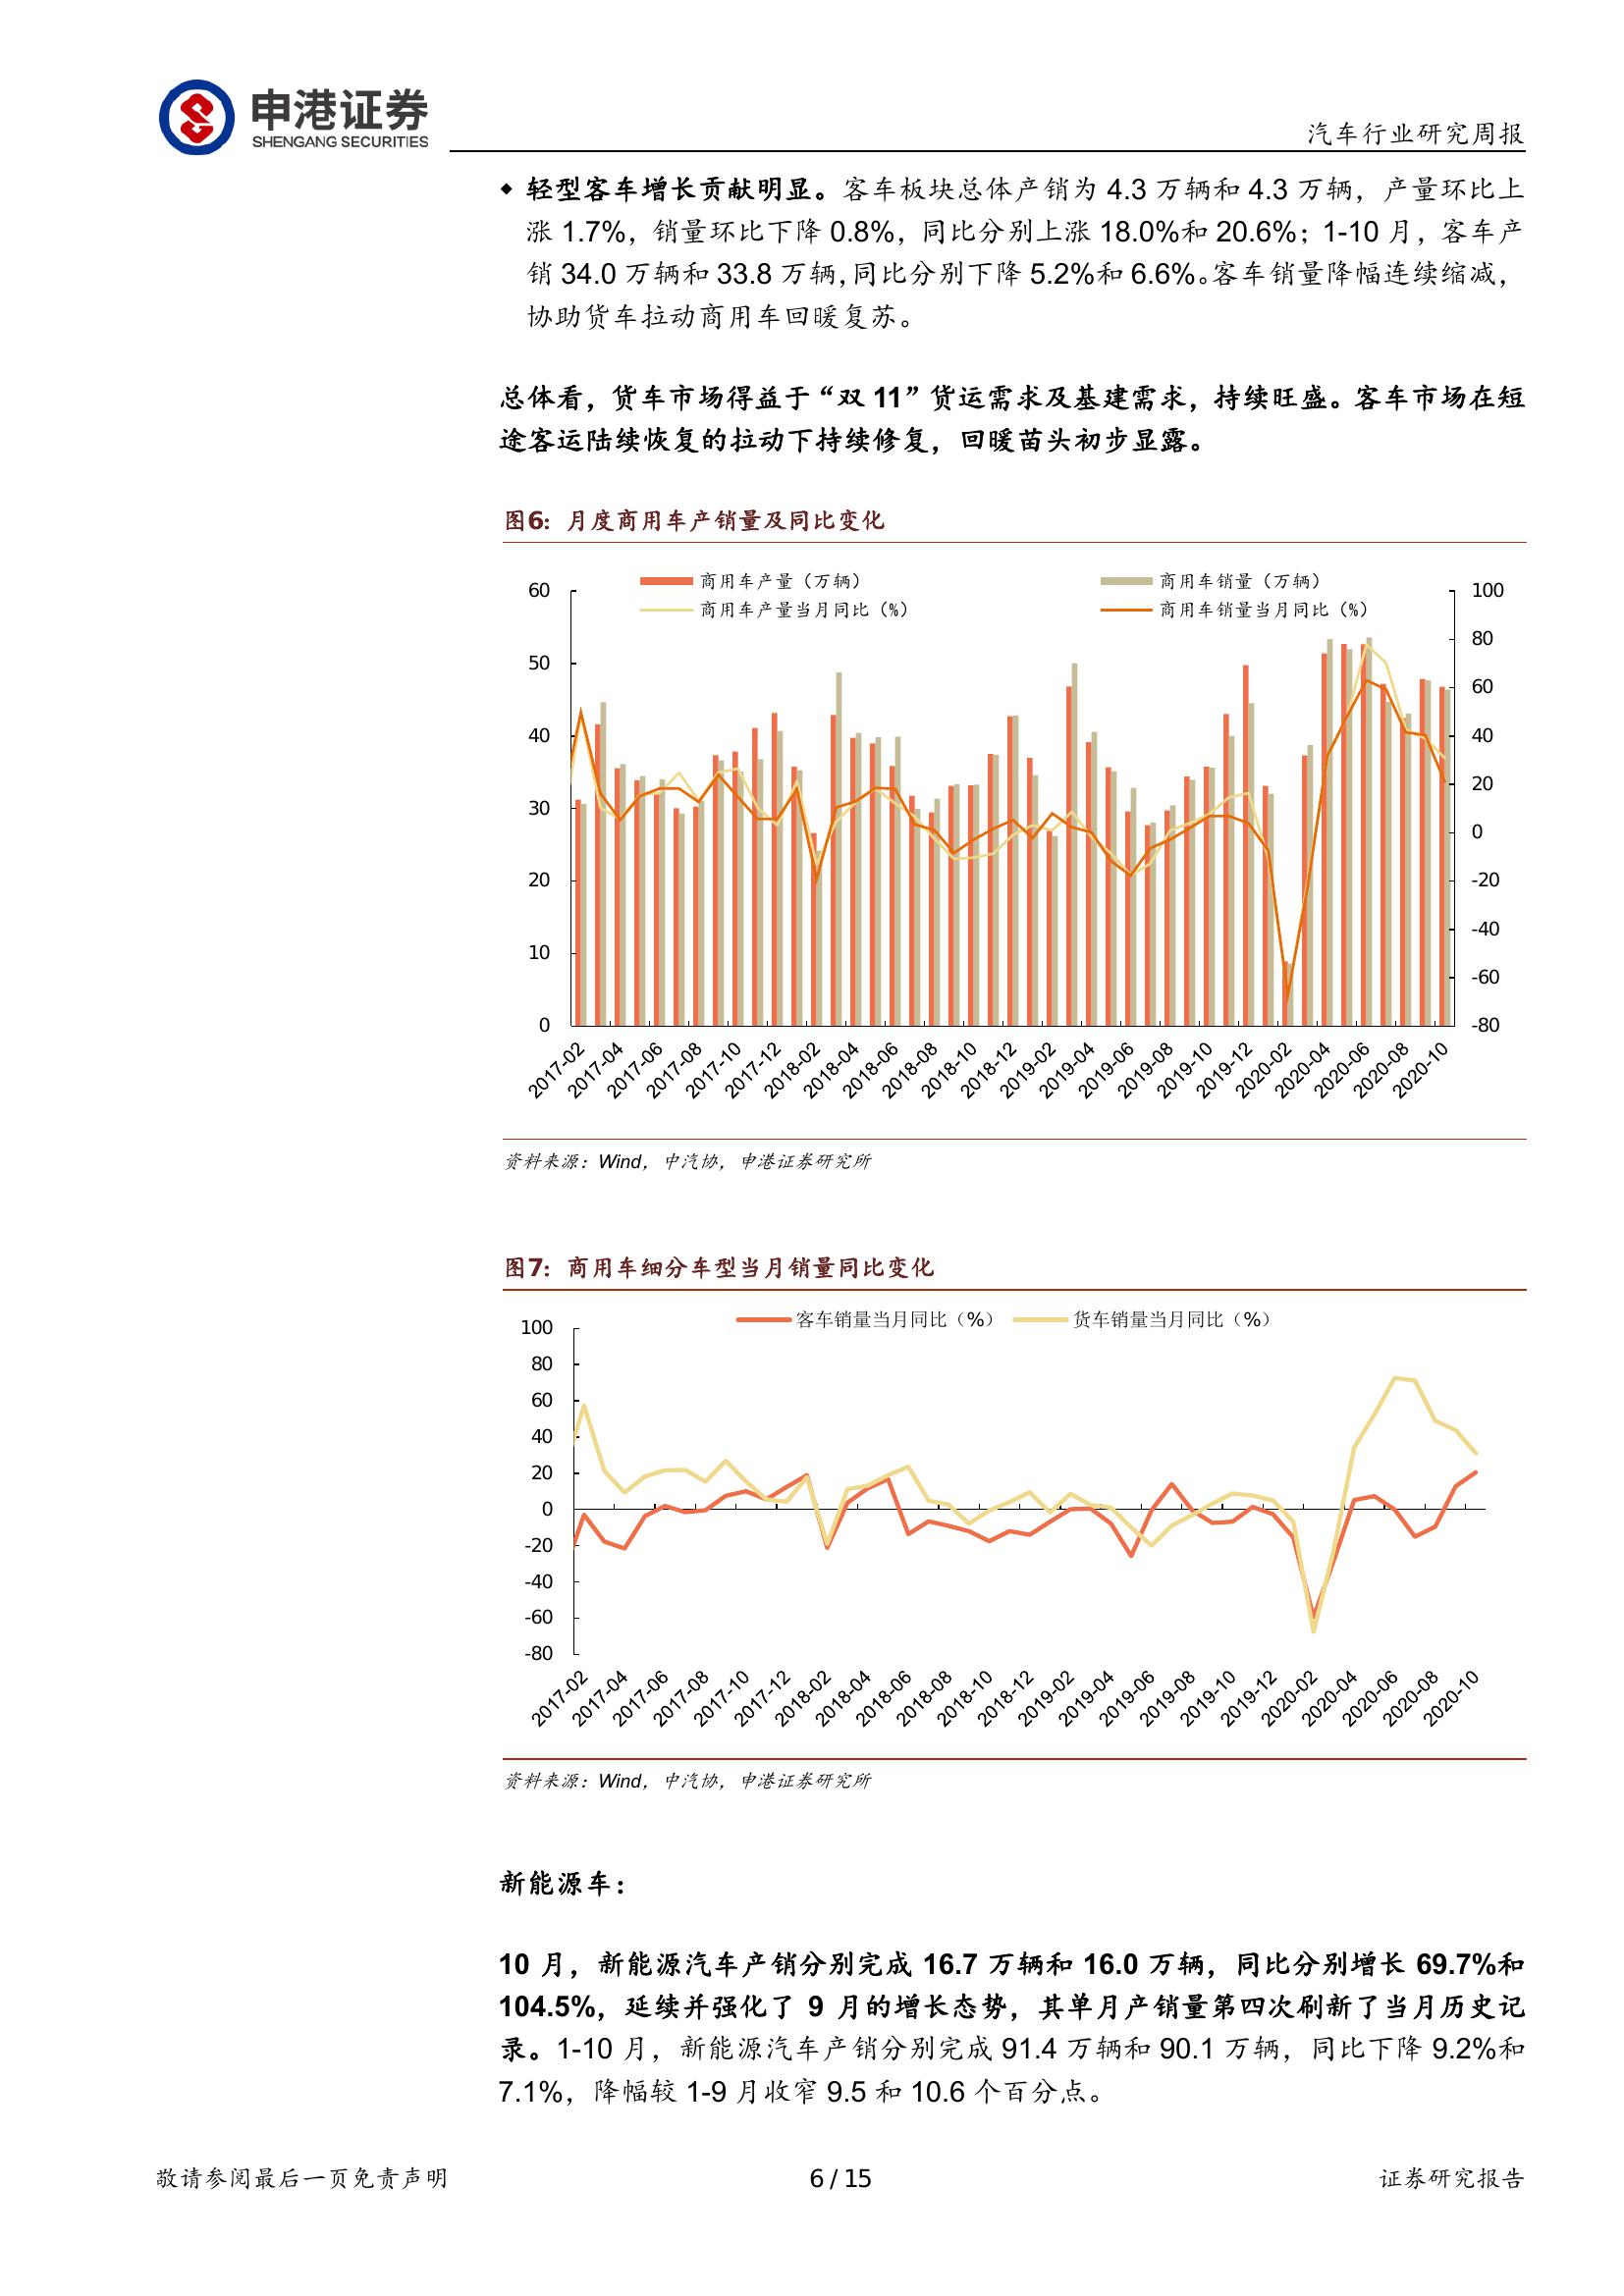 申港证券
SHENGANG SECURITIES
汽车行业研究周报
◆ 轻型客车增长贡献明显。客车板块总体产销为 4.3 万辆和 4.3 万辆，产量环比上
涨 1.7%，销量环比下降 0.8%，同比分别上涨 18.0%和 20.6%；1-10 月，客车产
销 34.0 万辆和 33.8 万辆，同比分别下降 5.2%和 6.6%。客车销量降幅连续缩减，
协助货车拉动商用车回暖复苏。
总体看，货车市场得益于“双 11”货运需求及基建需求，持续旺盛。客车市场在短
途客运陆续恢复的拉动下持续修复，回暖苗头初步显露。
图6：月度商用车产销量及同比变化
商用车产量（万辆） 商用车销量（万辆）
商用车产量当月同比（%） 商用车销量当月同比（%）
60 100
50 80
40 60
30 40
20 20
10 0
0 -20
-40
-60
-80
2017-02 2017-04 2017-06 2017-08 2017-10 2017-12 2018-02 2018-04 2018-06 2018-08 2018-10 2018-12 2019-02 2019-04 2019-06 2019-08 2019-10 2019-12 2020-02 2020-04 2020-06 2020-08 2020-10
资料来源：Wind，中汽协，申港证券研究所
图7：商用车细分车型当月销量同比变化
客车销量当月同比（%） 货车销量当月同比（%）
100
80
60
40
20
0
-20
-40
-60
-80
2017-02 2017-04 2017-06 2017-08 2017-10 2017-12 2018-02 2018-04 2018-06 2018-08 2018-10 2018-12 2019-02 2019-04 2019-06 2019-08 2019-10 2019-12 2020-02 2020-04 2020-06 2020-08 2020-10
资料来源：Wind，中汽协，申港证券研究所
新能源车：
10 月，新能源汽车产销分别完成 16.7 万辆和 16.0 万辆，同比分别增长 69.7%和
104.5%，延续并强化了 9 月的增长态势，其单月产销量第四次刷新了当月历史记
录。1-10 月，新能源汽车产销分别完成 91.4 万辆和 90.1 万辆，同比下降 9.2%和
7.1%，降幅较 1-9 月收窄 9.5 和 10.6 个百分点。
敬请参阅最后一页免责声明 6 / 15 证券研究报告